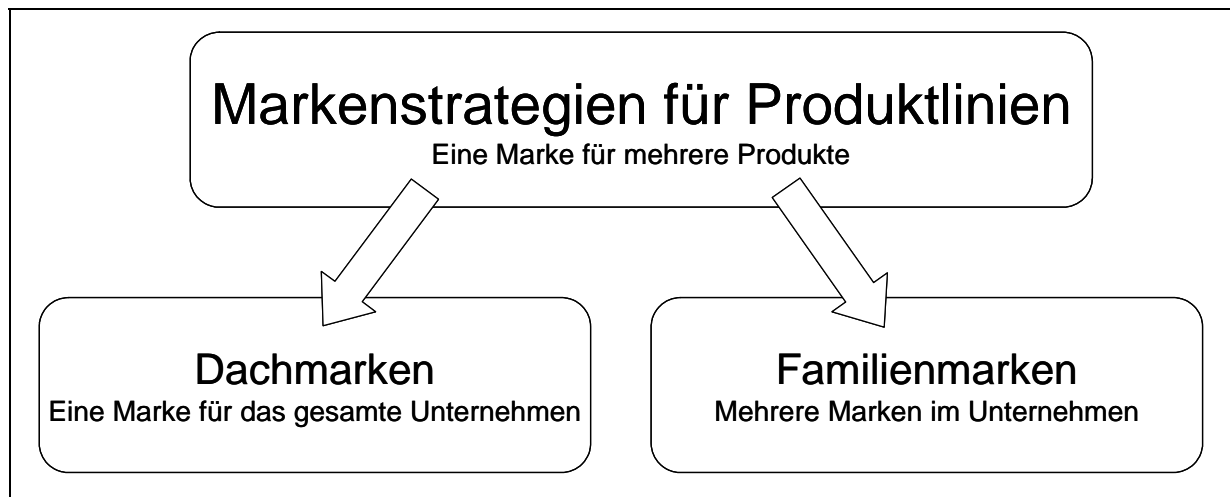 Markenstrategien für Produktlinien
Eine Marke für mehrere Produkte
Dachmarken
Eine Marke für das gesamte Unternehmen
Familienmarken
Mehrere Marken im Unternehmen